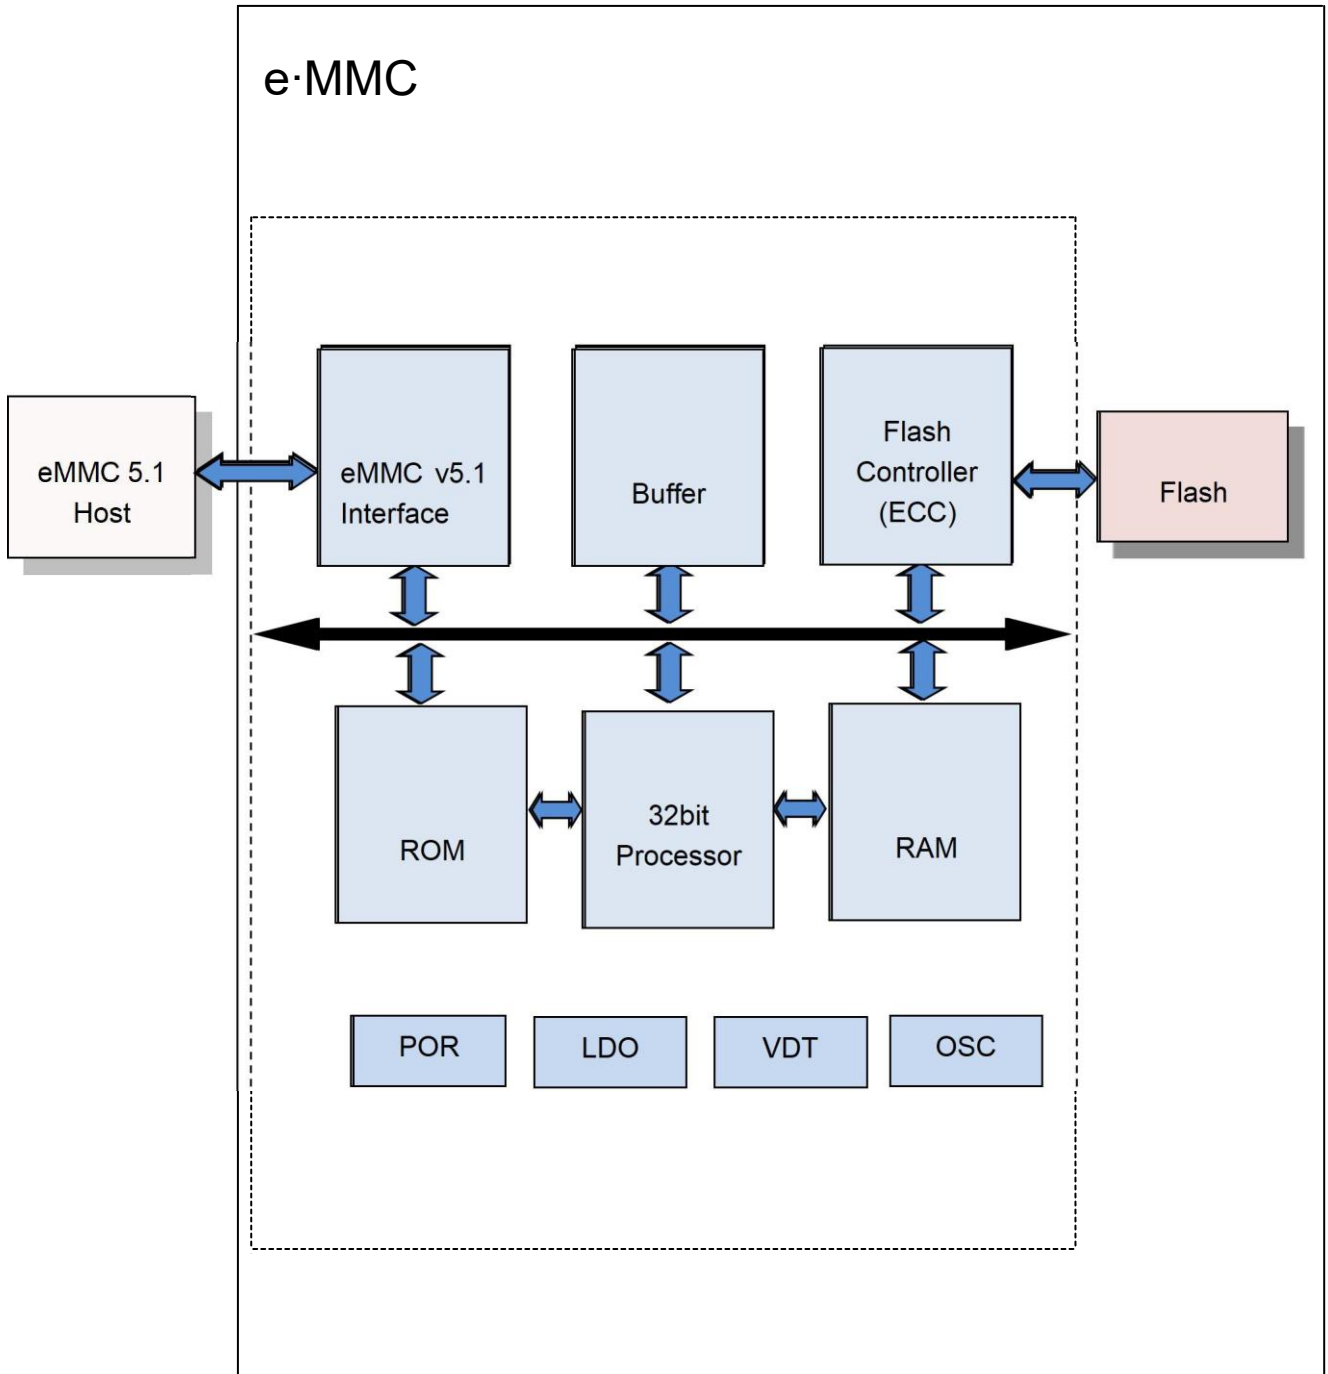 e·MMC
eMMC 5.1
Host
eMMC v5.1
Interface
Buffer
Flash
Controller
(ECC)
Flash
ROM
32bit
Processor
RAM
POR
LDO
VDT
OSC